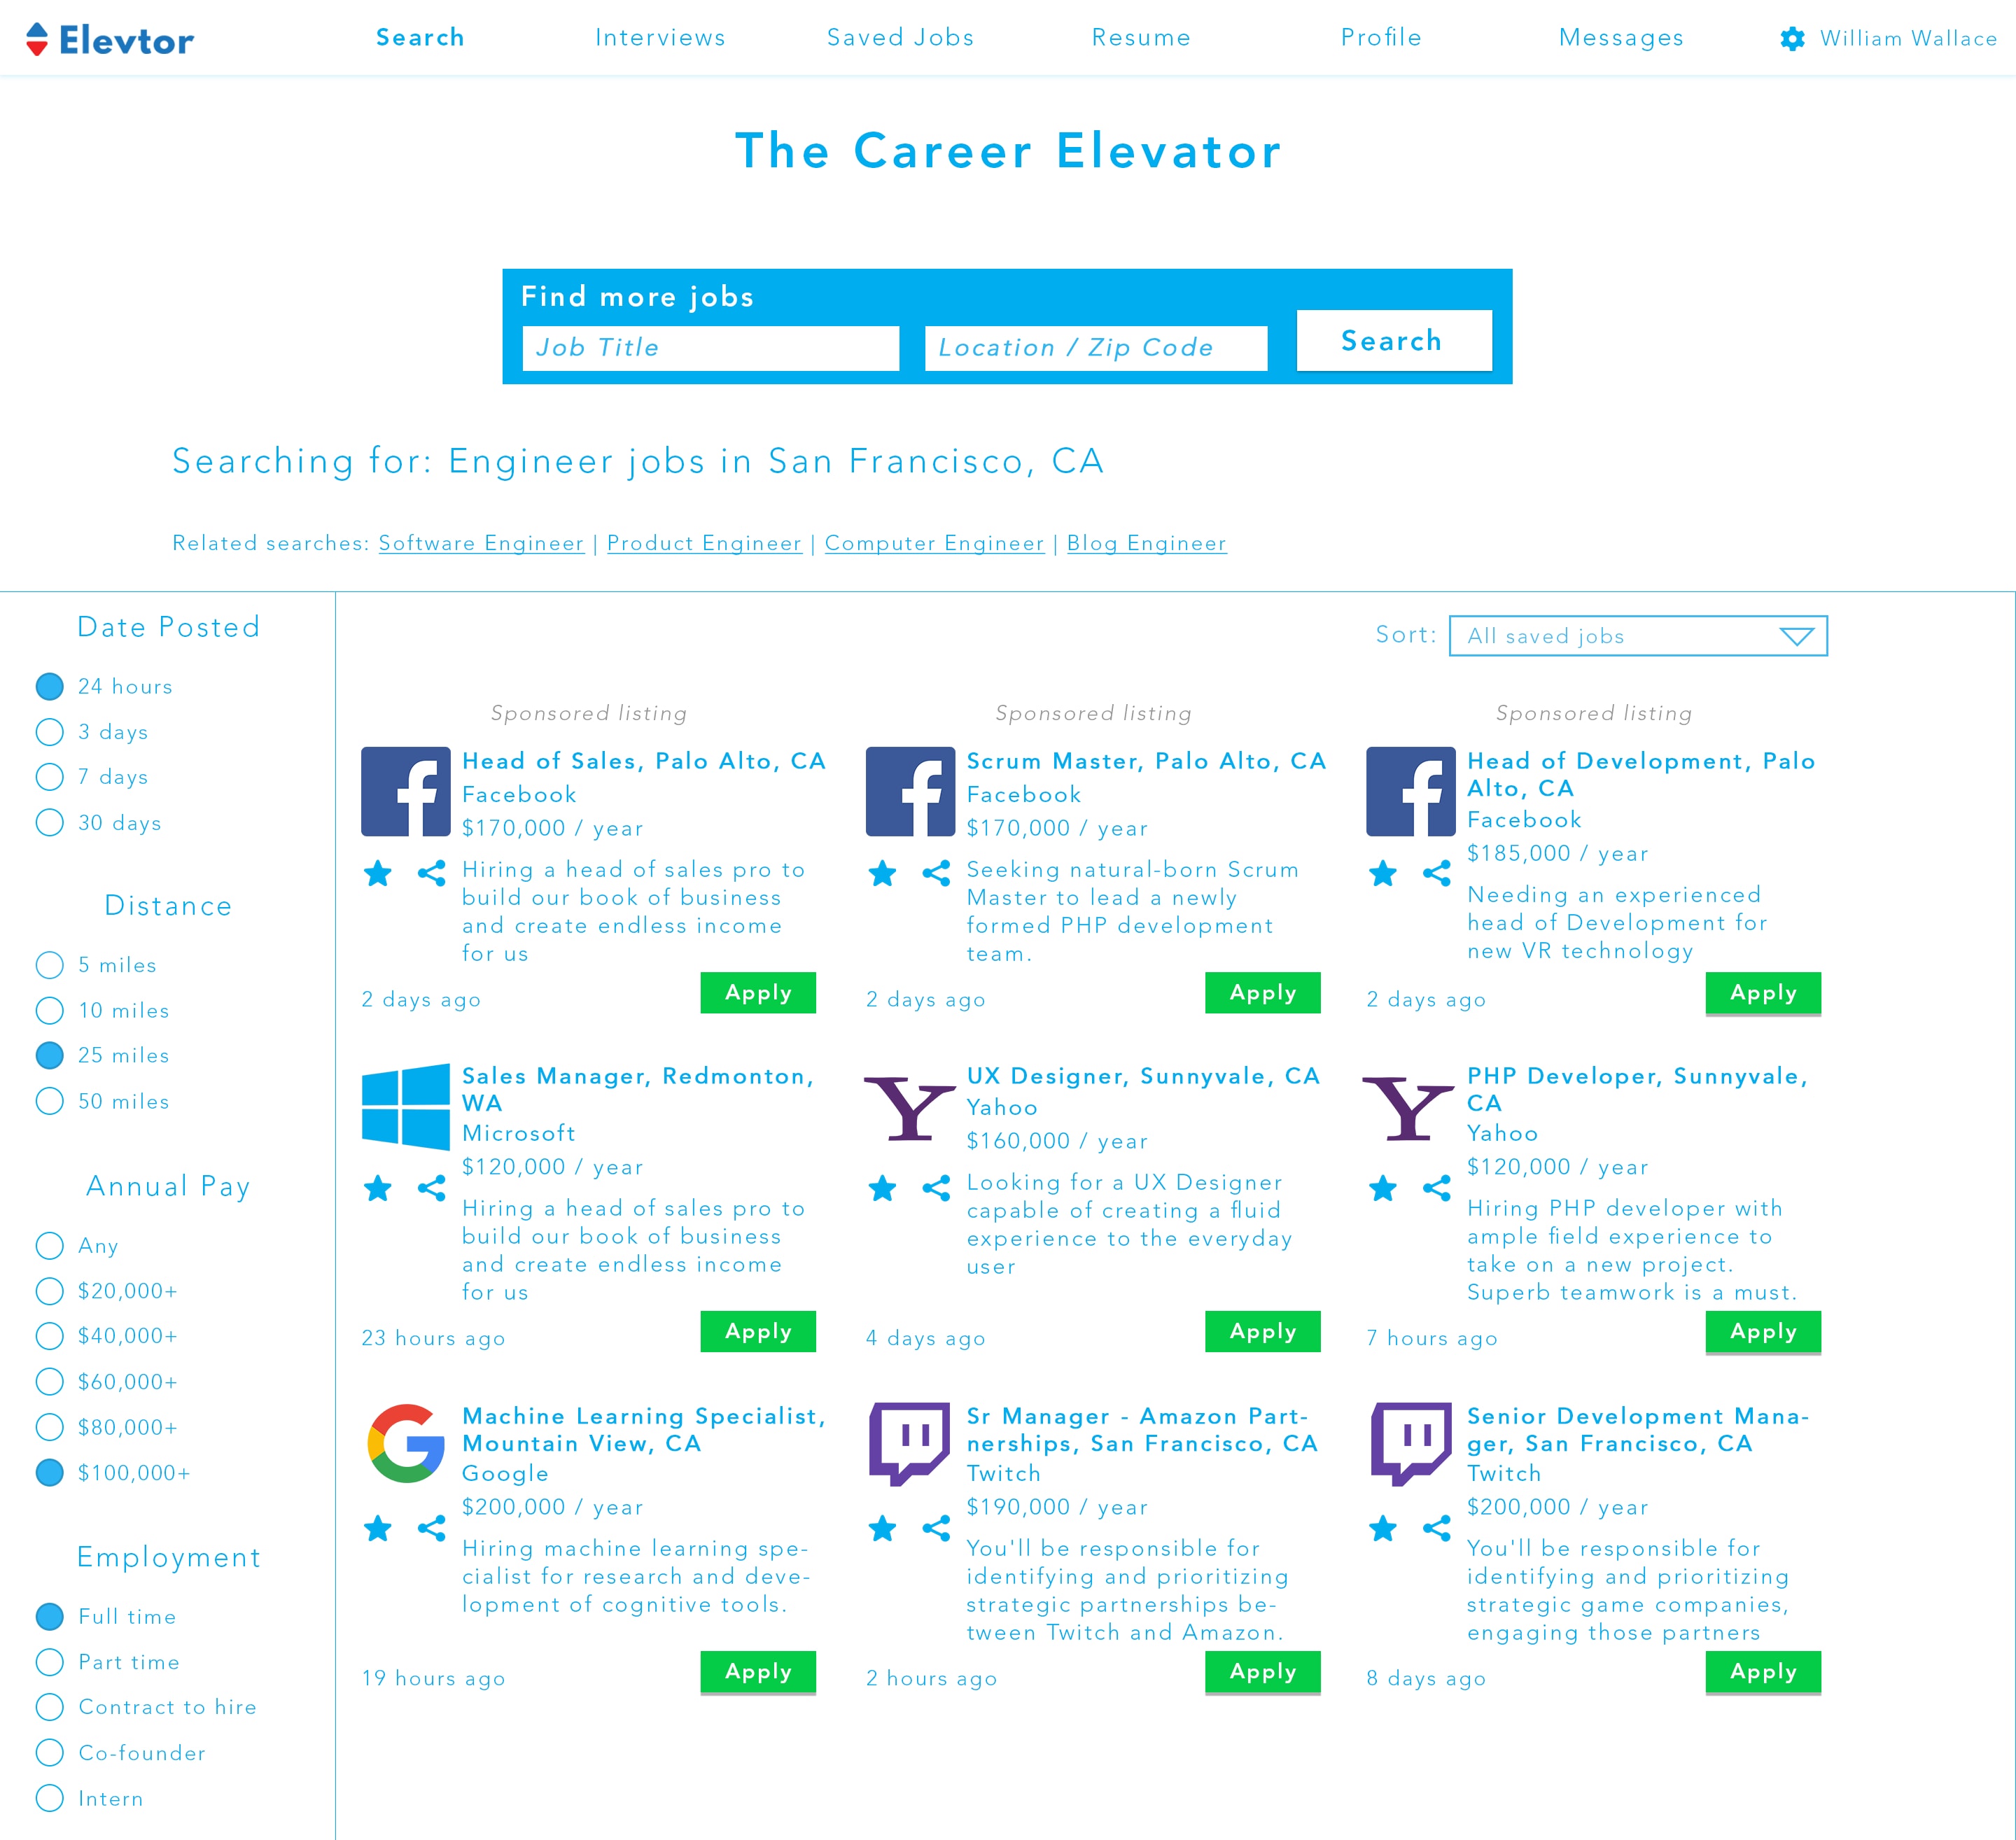 Elevtor
Search
Interviews
Saved Jobs
Resume
Profile
Messages
William Wallace
The Career Elevator
Find more jobs
Job Title
Location / Zip Code
Search
Searching for: Engineer jobs in San Francisco, CA
Related searches: Software Engineer | Product Engineer | Computer Engineer | Blog Engineer
Date Posted
24 hours
3 days
7 days
30 days
Distance
5 miles
10 miles
25 miles
50 miles
Annual Pay
Any
$20,000+
$40,000+
$60,000+
$80,000+
$100,000+
Employment
Full time
Part time
Contract to hire
Co-founder
Intern
Sort:
All saved jobs
Sponsored listing
Head of Sales, Palo Alto, CA
Facebook
$170,000 / year
Hiring a head of sales pro to
build our book of business
and create endless income
for us
2 days ago
Apply
Sponsored listing
Scrum Master, Palo Alto, CA
Facebook
$170,000 / year
Seeking natural-born Scrum
Master to lead a newly
formed PHP development
team.
2 days ago
Apply
Sponsored listing
Head of Development, Palo
Alto, CA
Facebook
$185,000 / year
Needing an experienced
head of Development for
new VR technology
2 days ago
Apply
Sales Manager, Redmonton,
WA
Microsoft
$120,000 / year
Hiring a head of sales pro to
build our book of business
and create endless income
for us
23 hours ago
Apply
UX Designer, Sunnyvale, CA
Yahoo
$160,000 / year
Looking for a UX Designer
capable of creating a fluid
experience to the everyday
user
4 days ago
Apply
PHP Developer, Sunnyvale,
CA
Yahoo
$120,000 / year
Hiring PHP developer with
ample field experience to
take on a new project.
Superb teamwork is a must.
7 hours ago
Apply
Machine Learning Specialist,
Mountain View, CA
Google
$200,000 / year
Hiring machine learning spe-
cialist for research and deve-
lopment of cognitive tools.
19 hours ago
Apply
Sr Manager - Amazon Part-
nerships, San Francisco, CA
Twitch
$190,000 / year
You'll be responsible for
identifying and prioritizing
strategic partnerships be-
tween Twitch and Amazon.
2 hours ago
Apply
Senior Development Mana-
ger, San Francisco, CA
Twitch
$200,000 / year
You'll be responsible for
identifying and prioritizing
strategic game companies,
engaging those partners
8 days ago
Apply